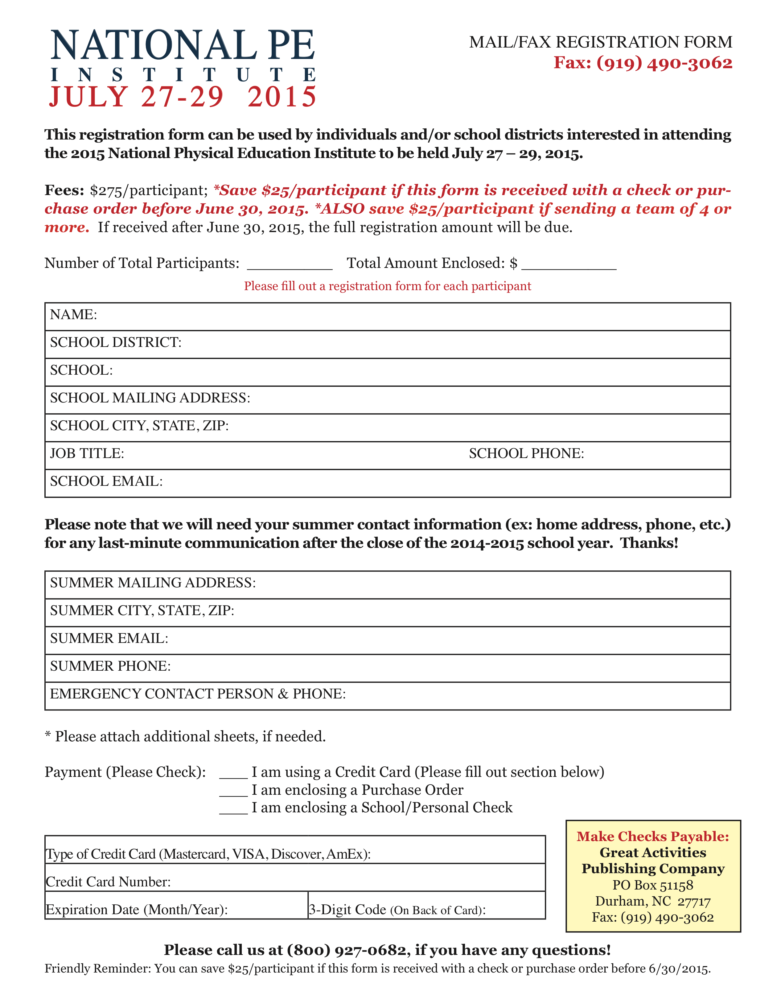 NATIONAL PE
INSTITUTE
JULY 27-29 2015
MAIL/FAX REGISTRATION FORM
Fax: (919) 490-3062
This registration form can be used by individuals and/or school districts interested in attending
the 2015 National Physical Education Institute to be held July 27 – 29, 2015.
Fees: $275/participant; *Save $25/participant if this form is received with a check or pur-
chase order before June 30, 2015. *ALSO save $25/participant if sending a team of 4 or
more. If received after June 30, 2015, the full registration amount will be due.
Number of Total Participants: _________ Total Amount Enclosed: $ __________
Please fill out a registration form for each participant
NAME:
SCHOOL DISTRICT:
SCHOOL:
SCHOOL MAILING ADDRESS:
SCHOOL CITY, STATE, ZIP:
JOB TITLE: SCHOOL PHONE:
SCHOOL EMAIL:
Please note that we will need your summer contact information (ex: home address, phone, etc.)
for any last-minute communication after the close of the 2014-2015 school year. Thanks!
SUMMER MAILING ADDRESS:
SUMMER CITY, STATE, ZIP:
SUMMER EMAIL:
SUMMER PHONE:
EMERGENCY CONTACT PERSON & PHONE:
* Please attach additional sheets, if needed.
Payment (Please Check): ___ I am using a Credit Card (Please fill out section below)
___ I am enclosing a Purchase Order
___ I am enclosing a School/Personal Check
Type of Credit Card (Mastercard, VISA, Discover, AmEx):
Credit Card Number:
Expiration Date (Month/Year): 3-Digit Code (On Back of Card):
Make Checks Payable:
Great Activities
Publishing Company
PO Box 51158
Durham, NC 27717
Fax: (919) 490-3062
Please call us at (800) 927-0682, if you have any questions!
Friendly Reminder: You can save $25/participant if this form is received with a check or purchase order before 6/30/2015.